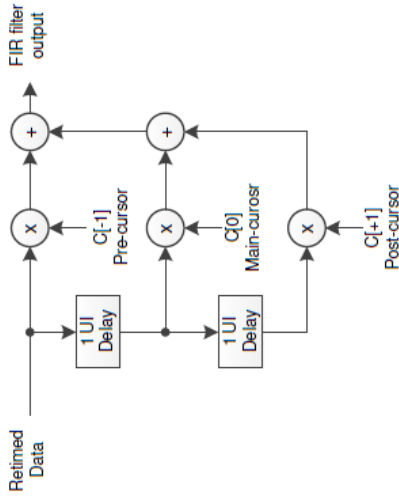 Retimed
Data
1 UI
Delay
1 UI
Delay
X
C[-1]
Pre-cursor
X
C[0]
Main-curosr
X
C[+1]
Post-cursor
+
+
FIR filter
output